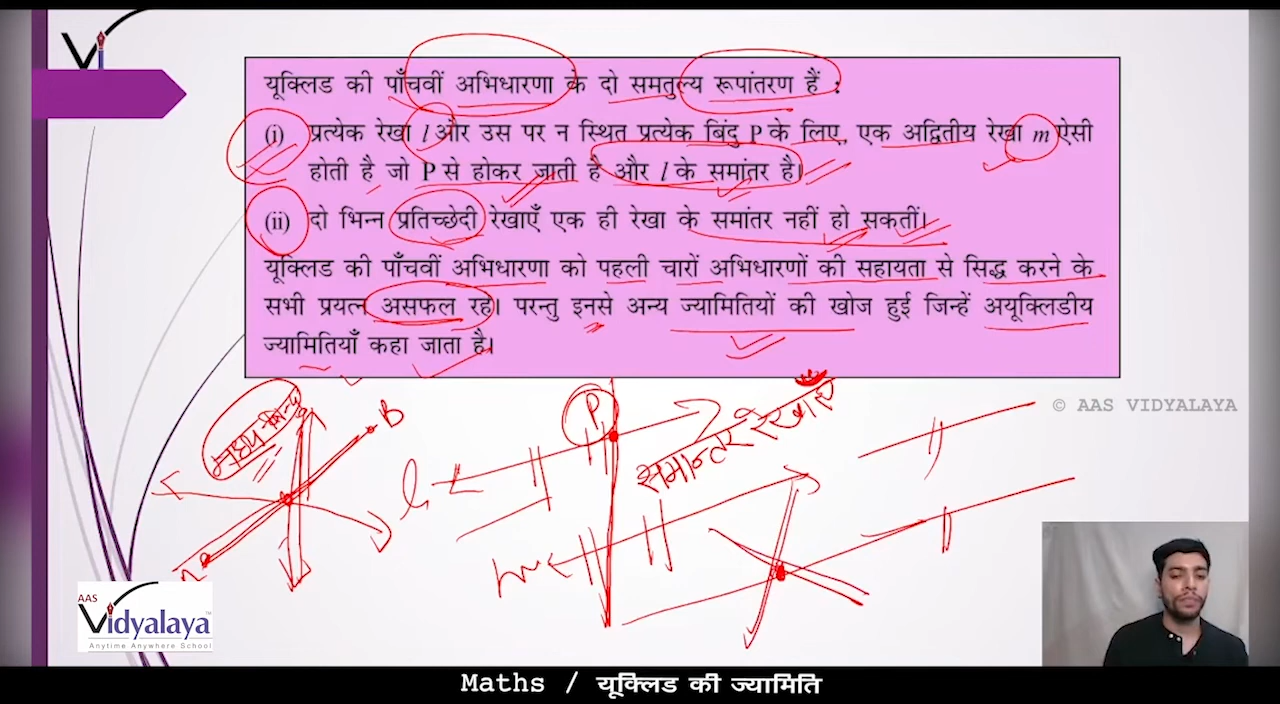 यूक्लिड की पाँचवीं अभिधारणा के दो समतुल्य रूपांतरण हैं :
(i) प्रत्येक रेखा l और उस पर न स्थित प्रत्येक बिंदु P के लिए, एक अद्वितीय रेखा m ऐसी
होती है जो P से होकर जाती है और l के समांतर है।
(ii) दो भिन्न प्रतिच्छेदी रेखाएँ एक ही रेखा के समांतर नहीं हो सकतीं।
यूक्लिड की पाँचवीं अभिधारणा को पहली चारों अभिधारणों की सहायता से सिद्ध करने के
सभी प्रयत्न असफल रहे। परन्तु इनसे अन्य ज्यामितियों की खोज हुई जिन्हें अयूक्लिडीय
ज्यामितियाँ कहा जाता है।
© AAS VIDYALAYA
B
P
समान्तर रेखाएँ
l
m
AAS
Vidyalaya
Anytime Anywhere School
Maths / यूक्लिड की ज्यामिति